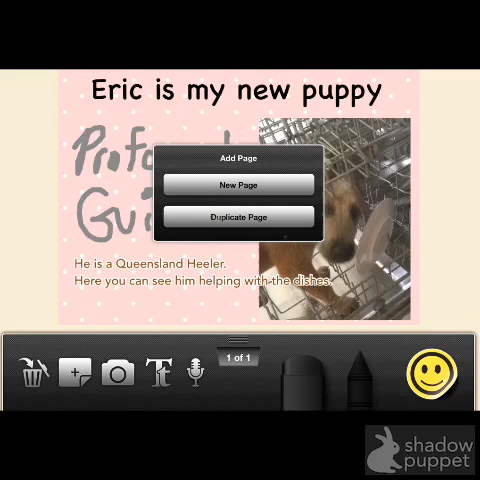 Eric is my new puppy
Add Page
New Page
Duplicate Page
He is a Queensland Heeler.
Here you can see him helping with the dishes.
1 of 1
Tt
shadow
puppet